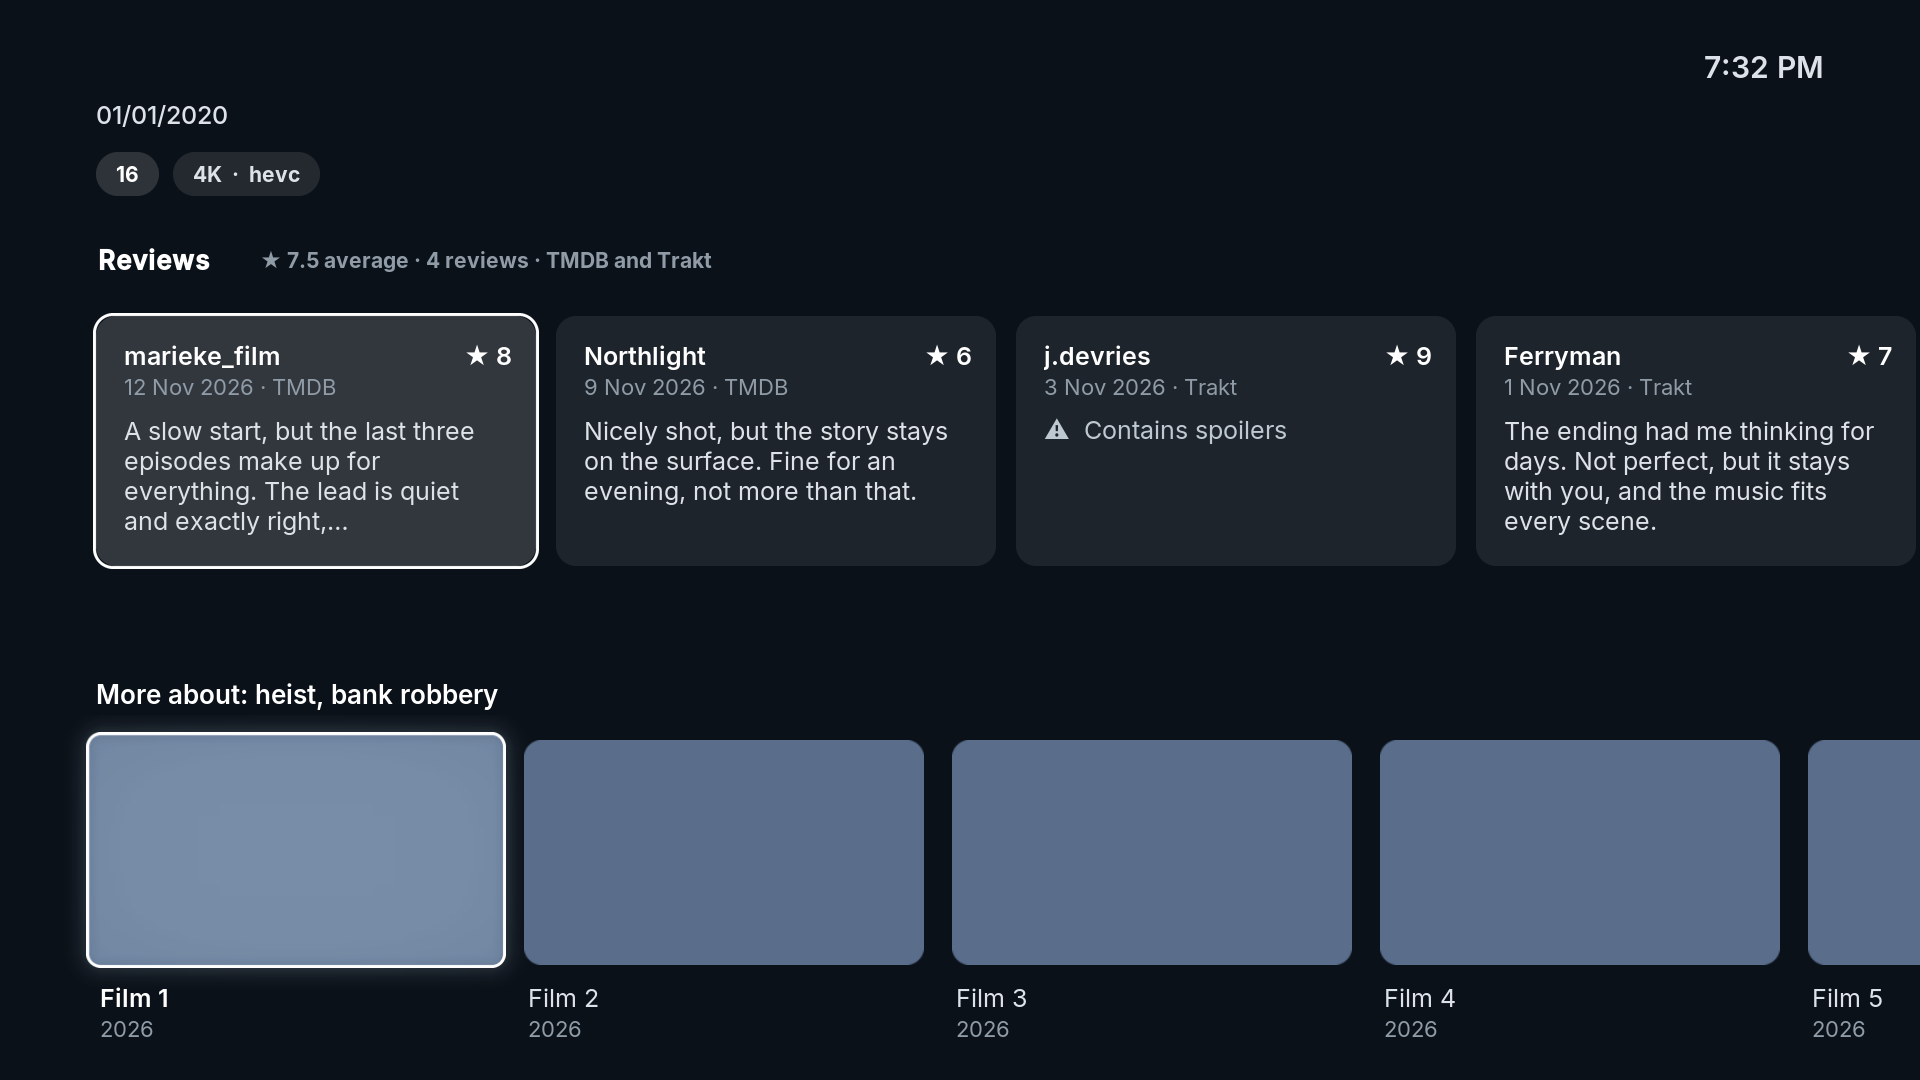 7:32 PM
01/01/2020
16
4K · hevc
Reviews
★ 7.5 average · 4 reviews · TMDB and Trakt
marieke_film
★ 8
12 Nov 2026 · TMDB
A slow start, but the last three
episodes make up for
everything. The lead is quiet
and exactly right,...
Northlight
★ 6
9 Nov 2026 · TMDB
Nicely shot, but the story stays
on the surface. Fine for an
evening, not more than that.
j.devries
★ 9
3 Nov 2026 · Trakt
Contains spoilers
Ferryman
★ 7
1 Nov 2026 · Trakt
The ending had me thinking for
days. Not perfect, but it stays
with you, and the music fits
every scene.
More about: heist, bank robbery
Film 1
2026
Film 2
2026
Film 3
2026
Film 4
2026
Film 5
2026